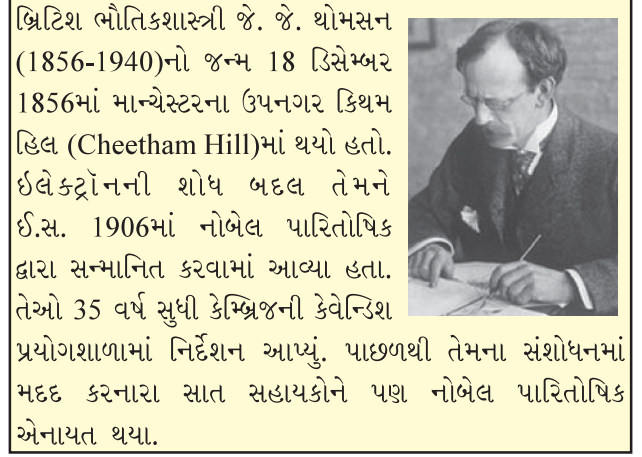 બ્રિટિશ ભૌતિકશાસ્ત્રી જે. જે. થોમસન
(1856-1940)નો જન્મ 18 ડિસેમ્બર
1856માં માન્ચેસ્ટરના ઉપનગર કિથમ
હિલ (Cheetham Hill)માં થયો હતો.
ઇલેક્ટ્રૉનની શોધ બદલ તેમને
ઈ.સ. 1906માં નોબેલ પારિતોષિક
દ્વારા સન્માનિત કરવામાં આવ્યા હતા.
તેઓ 35 વર્ષ સુધી કેમ્બ્રિજની કેવેન્ડિશ
પ્રયોગશાળામાં નિર્દેશન આપ્યું. પાછળથી તેમના સંશોધનમાં
મદદ કરનારા સાત સહાયકોને પણ નોબેલ પારિતોષિક
એનાયત થયા.